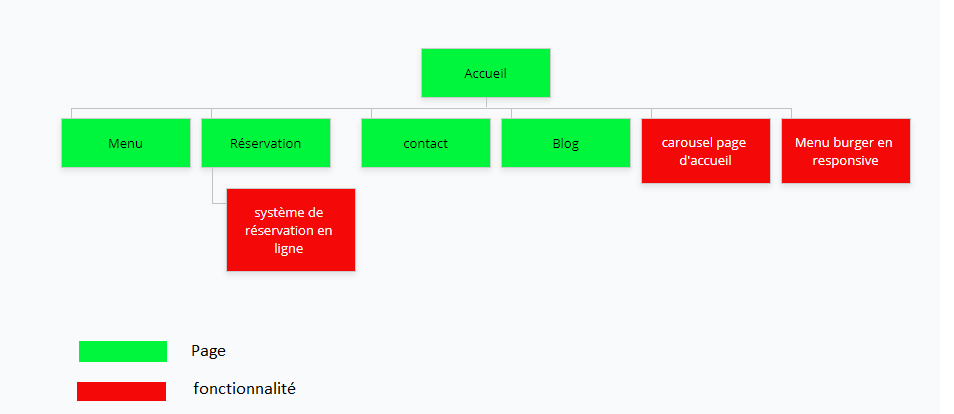 Accueil
Menu
Réservation
contact
Blog
carousel page
d'accueil
Menu burger en
responsive
système de
réservation en
ligne
Page
fonctionnalité